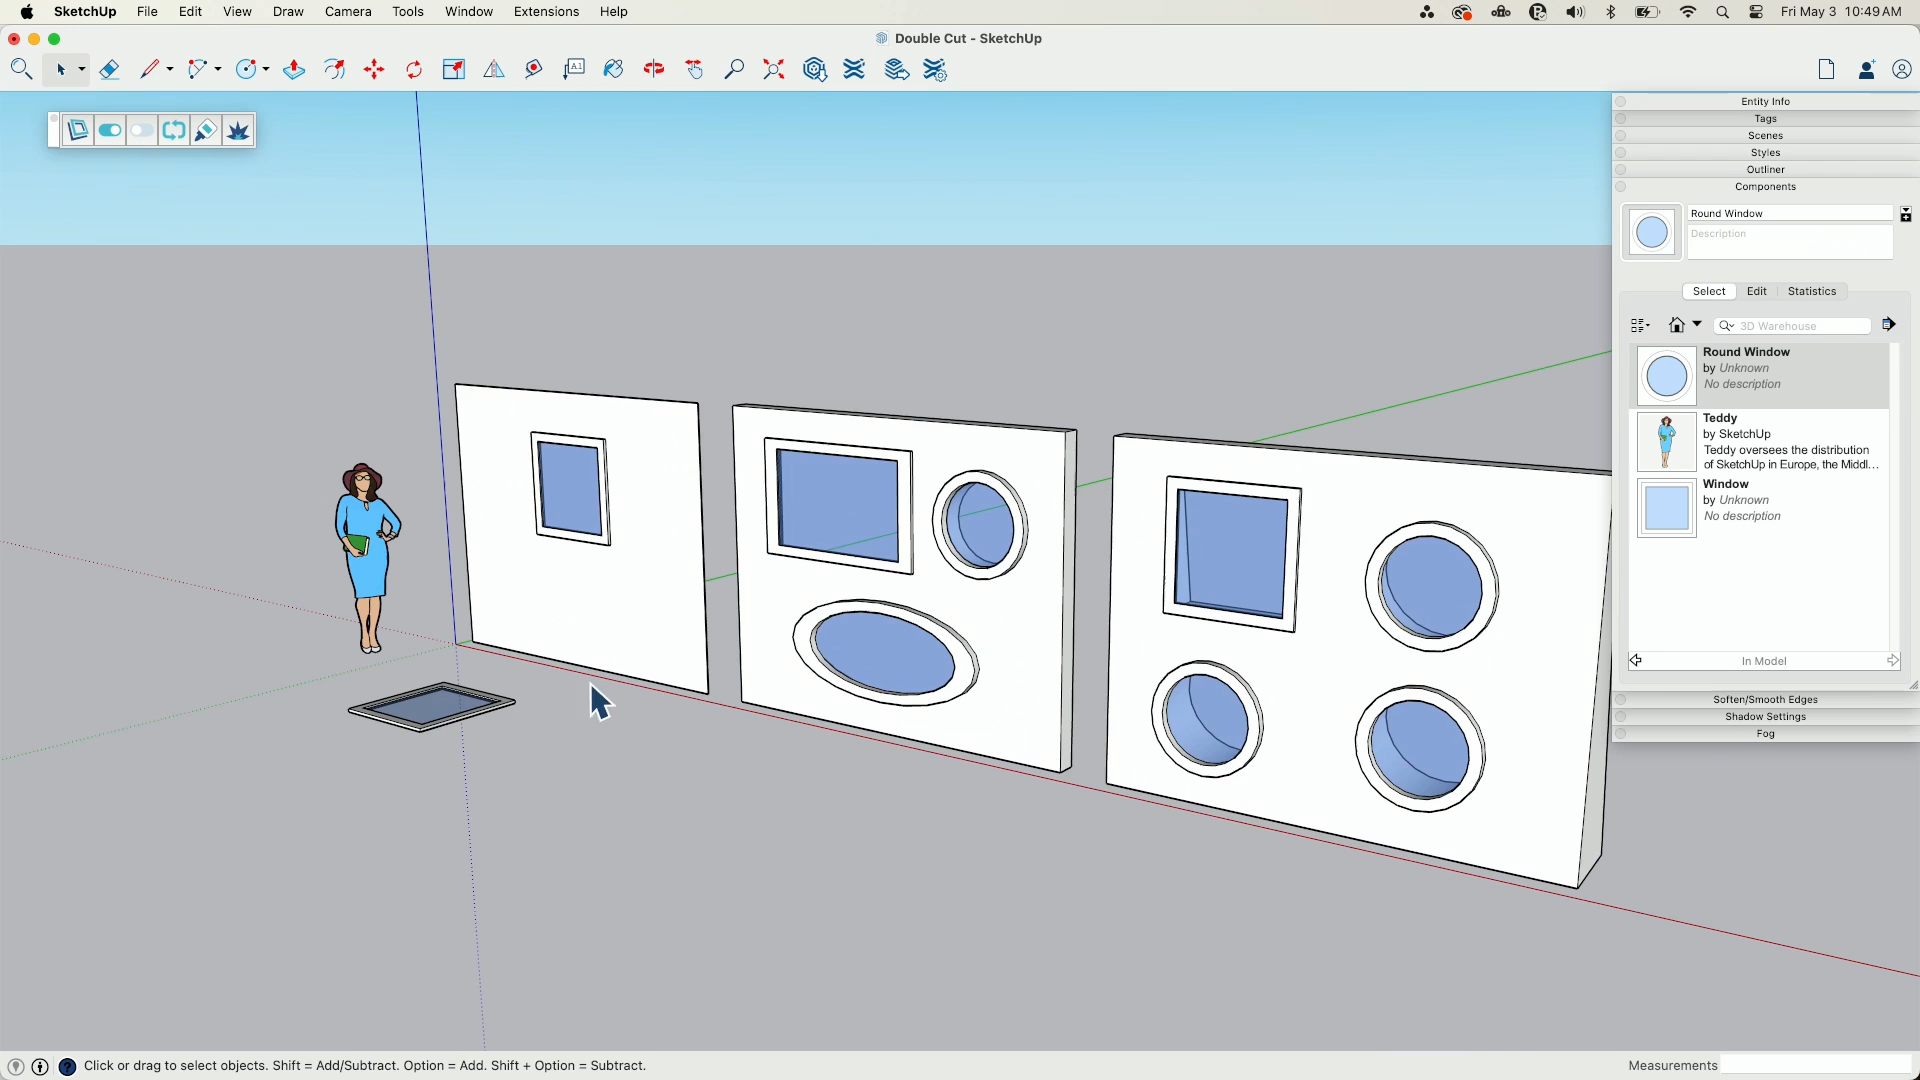 SketchUp File Edit View Draw Camera Tools Window Extensions Help
Fri May 3 10:49 AM
Double Cut - SketchUp
A1
Entity Info
Tags
Scenes
Styles
Outliner
Components
Round Window
Description
Select Edit Statistics
3D Warehouse
Round Window
by Unknown
No description
Teddy
by SketchUp
Teddy oversees the distribution
of SketchUp in Europe, the Middl...
Window
by Unknown
No description
In Model
Soften/Smooth Edges
Shadow Settings
Fog
Click or drag to select objects. Shift = Add/Subtract. Option = Add. Shift + Option = Subtract.
Measurements